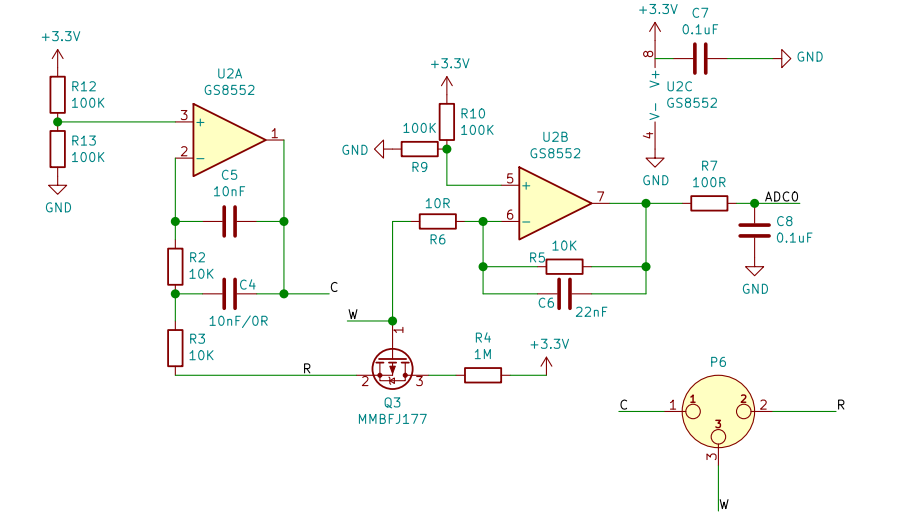 +3.3V
R12
100K
R13
100K
GND
U2A
GS8552
3
+
2
−
1
C5
10nF
R2
10K
C4
10nF/0R
C
R3
10K
R
+3.3V
R10
100K
100K
R9
GND
U2B
GS8552
5
+
6
−
7
10R
R6
10K
R5
C6
22nF
W
1
2
3
Q3
MMBFJ177
R4
1M
+3.3V
+3.3V
C7
0.1uF
GND
8
V+
U2C
GS8552
V−
4
GND
R7
100R
ADC0
C8
0.1uF
GND
P6
C
1
1
2
2
R
3
3
W